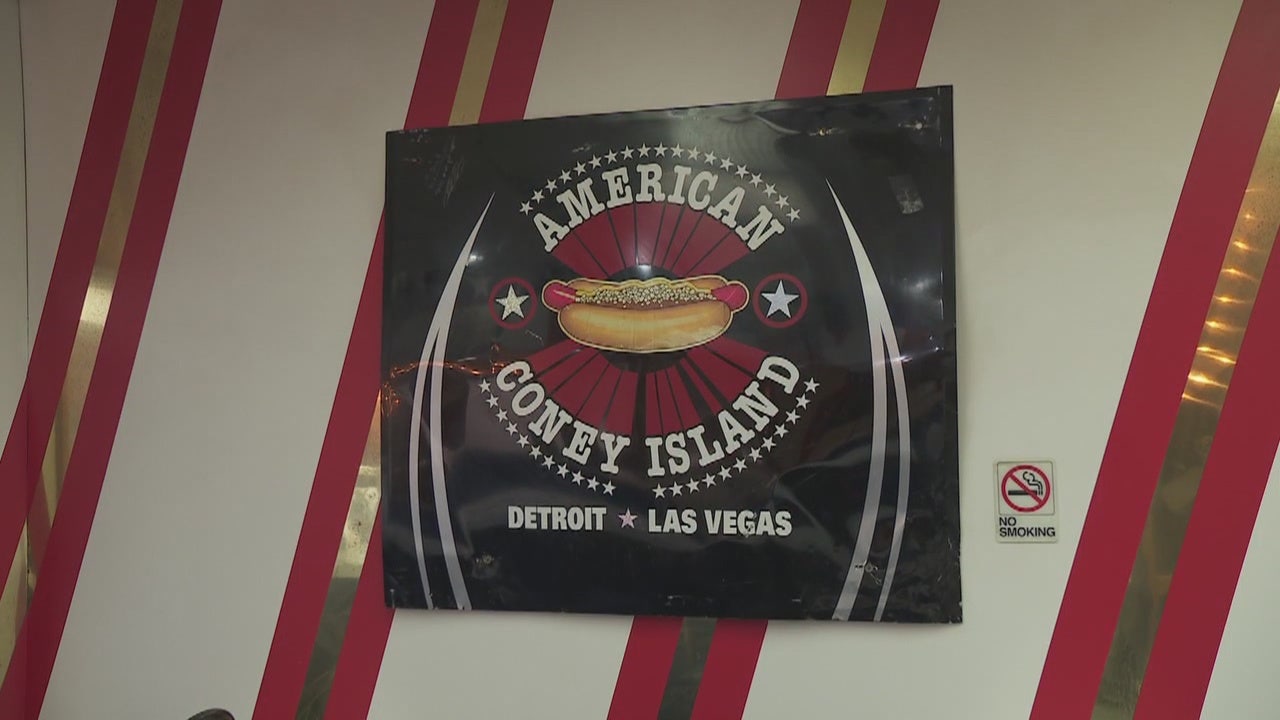 AMERICAN
CONEY ISLAND
DETROIT ★ LAS VEGAS
NO
SMOKING